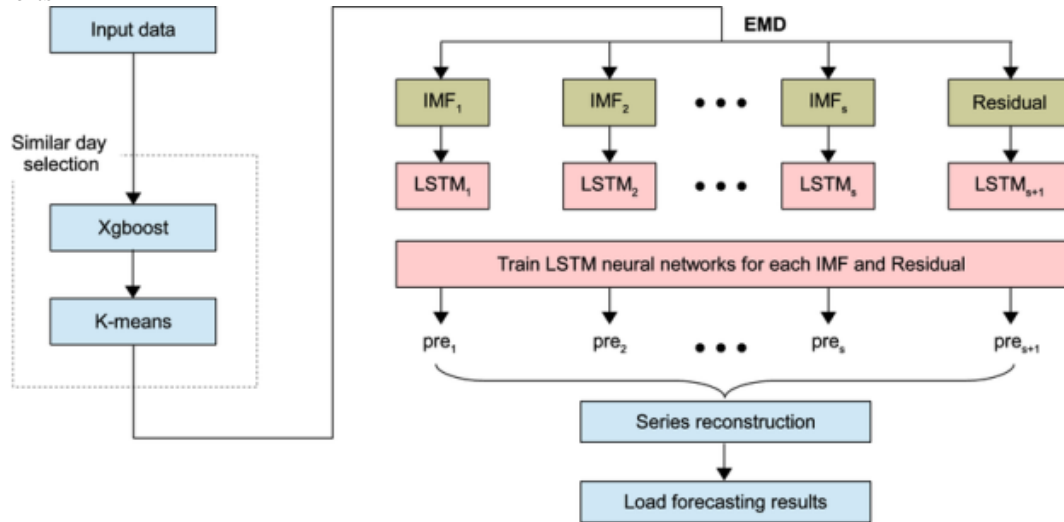 Input data
Similar day
selection
Xgboost
K-means
EMD
IMF₁ IMF₂ ••• IMFₛ Residual
LSTM₁ LSTM₂ ••• LSTMₛ LSTMₛ₊₁
Train LSTM neural networks for each IMF and Residual
pre₁ pre₂ ••• preₛ preₛ₊₁
Series reconstruction
Load forecasting results